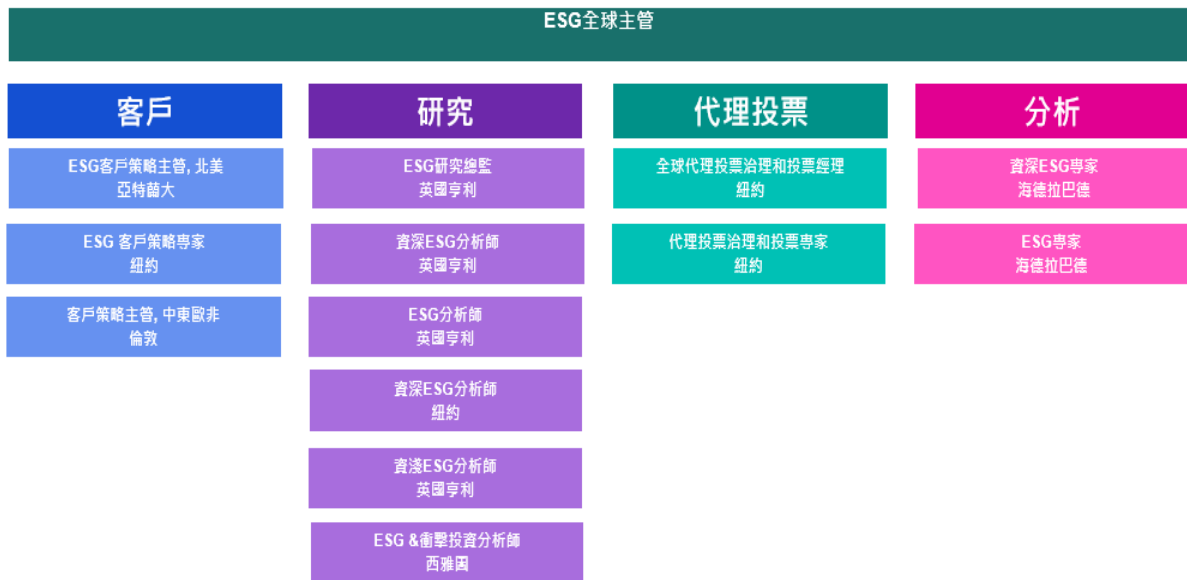 ESG全球主管
客戶
ESG客戶策略主管, 北美
亞特蘭大
ESG 客戶策略專家
紐約
客戶策略主管, 中東歐非
倫敦
研究
ESG研究總監
英國亨利
資深ESG分析師
英國亨利
ESG分析師
英國亨利
資深ESG分析師
紐約
資淺ESG分析師
英國亨利
ESG &衝擊投資分析師
西雅圖
代理投票
全球代理投票治理和投票經理
紐約
代理投票治理和投票專家
紐約
分析
資深ESG專家
海德拉巴德
ESG專家
海德拉巴德